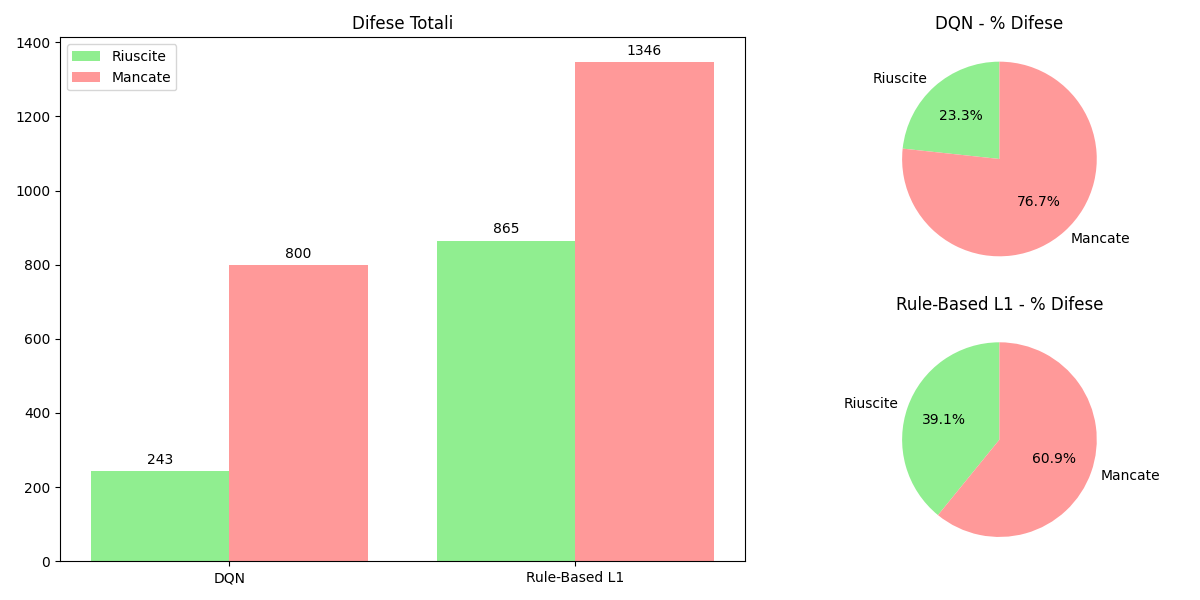 Difese Totali
1400
1200
1000
800
600
400
200
0
Riuscite
Mancate
243
800
865
1346
DQN
Rule-Based L1
DQN - % Difese
Riuscite
23.3%
76.7%
Mancate
Rule-Based L1 - % Difese
Riuscite
39.1%
60.9%
Mancate